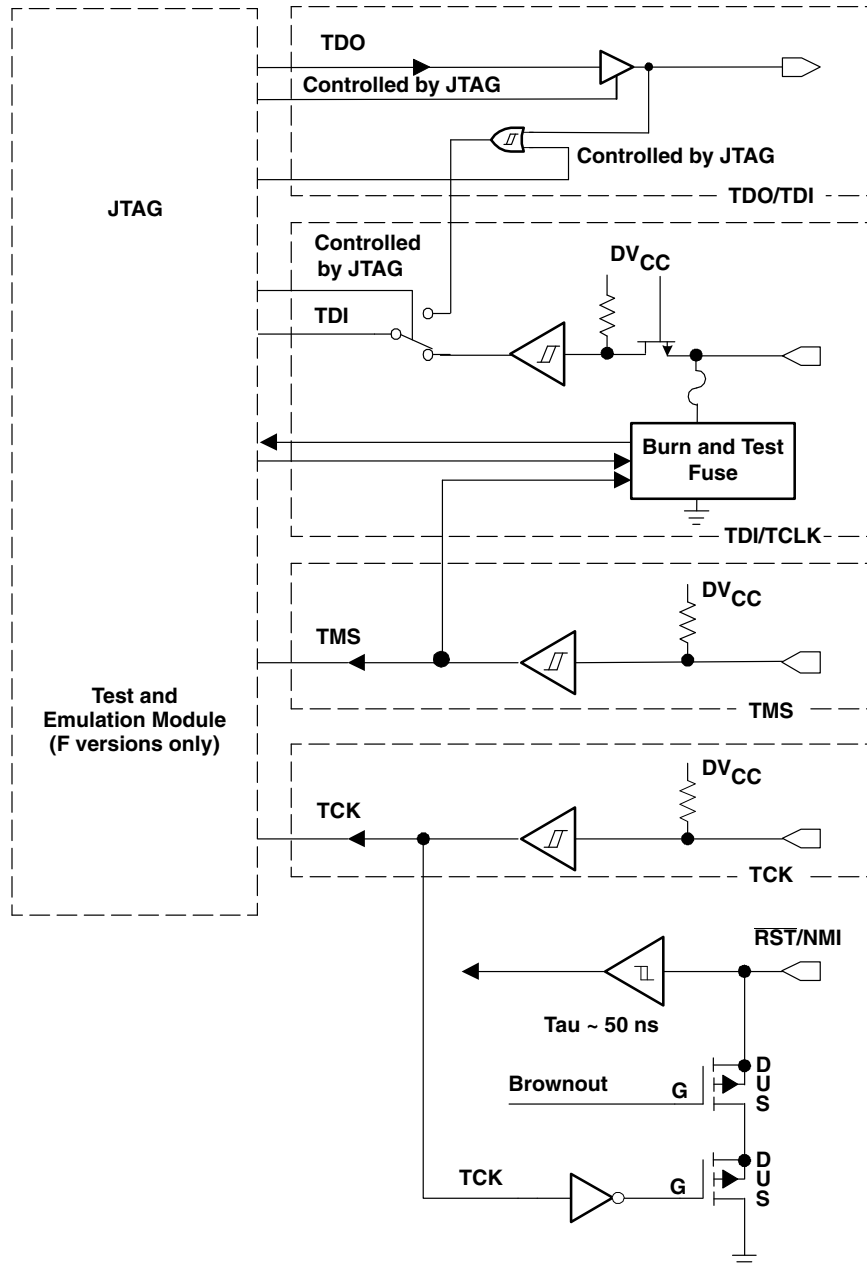 TDO
Controlled by JTAG
Controlled by JTAG
TDO/TDI
JTAG
Controlled
by JTAG
TDI
DVCC
Burn and Test
Fuse
TDI/TCLK
TMS
DVCC
TMS
Test and
Emulation Module
(F versions only)
TCK
DVCC
TCK
RST/NMI
Tau ~ 50 ns
Brownout
G
D
U
S
TCK
G
D
U
S